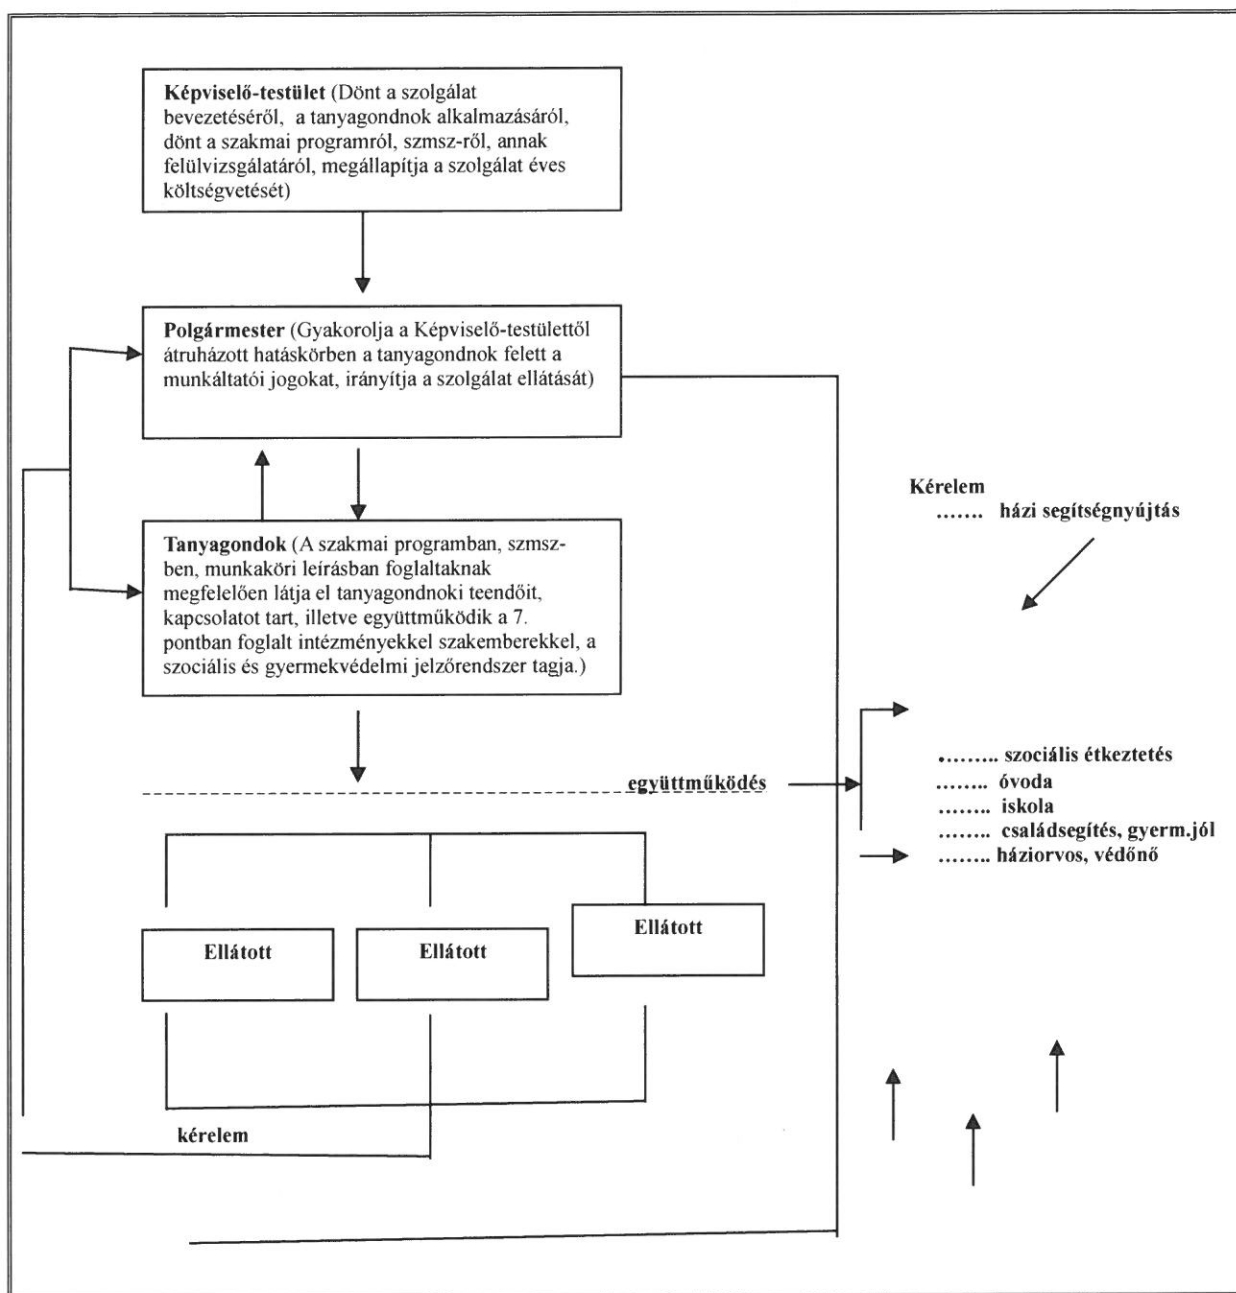 Képviselő-testület (Dönt a szolgálat
bevezetéséről, a tanyagondnok alkalmazásáról,
dönt a szakmai programról, szmsz-ről, annak
felülvizsgálatáról, megállapítja a szolgálat éves
költségvetését)
Polgármester (Gyakorolja a Képviselő-testülettől
átruházott hatáskörben a tanyagondnok felett a
munkáltatói jogokat, irányítja a szolgálat ellátását)
Kérelem
....... házi segítségnyújtás
Tanyagondok (A szakmai programban, szmsz-
ben, munkaköri leírásban foglaltaknak
megfelelően látja el tanyagondnoki teendőit,
kapcsolatot tart, illetve együttműködik a 7.
pontban foglalt intézményekkel szakemberekkel, a
szociális és gyermekvédelmi jelzőrendszer tagja.)
együttműködés
......... szociális étkeztetés
........ óvoda
........ iskola
........ családsegítés, gyerm.jól
........ háziorvos, védőnő
Ellátott
Ellátott
Ellátott
kérelem